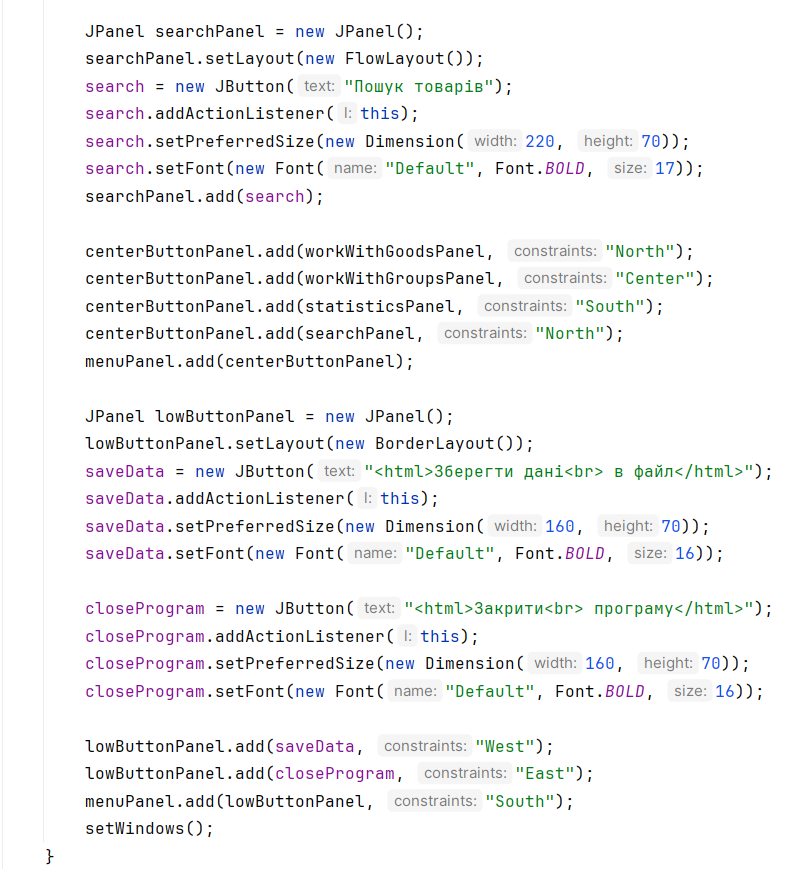 JPanel searchPanel = new JPanel();
searchPanel.setLayout(new FlowLayout());
search = new JButton( text: "Пошук товарів");
search.addActionListener( l: this);
search.setPreferredSize(new Dimension( width: 220, height: 70));
search.setFont(new Font( name: "Default", Font.BOLD, size: 17));
searchPanel.add(search);
centerButtonPanel.add(workWithGoodsPanel, constraints: "North");
centerButtonPanel.add(workWithGroupsPanel, constraints: "Center");
centerButtonPanel.add(statisticsPanel, constraints: "South");
centerButtonPanel.add(searchPanel, constraints: "North");
menuPanel.add(centerButtonPanel);
JPanel lowButtonPanel = new JPanel();
lowButtonPanel.setLayout(new BorderLayout());
saveData = new JButton( text: "<html>Зберегти дані<br> в файл</html>");
saveData.addActionListener( l: this);
saveData.setPreferredSize(new Dimension( width: 160, height: 70));
saveData.setFont(new Font( name: "Default", Font.BOLD, size: 16));
closeProgram = new JButton( text: "<html>Закрити<br> програму</html>");
closeProgram.addActionListener( l: this);
closeProgram.setPreferredSize(new Dimension( width: 160, height: 70));
closeProgram.setFont(new Font( name: "Default", Font.BOLD, size: 16));
lowButtonPanel.add(saveData, constraints: "West");
lowButtonPanel.add(closeProgram, constraints: "East");
menuPanel.add(lowButtonPanel, constraints: "South");
setWindows();
}